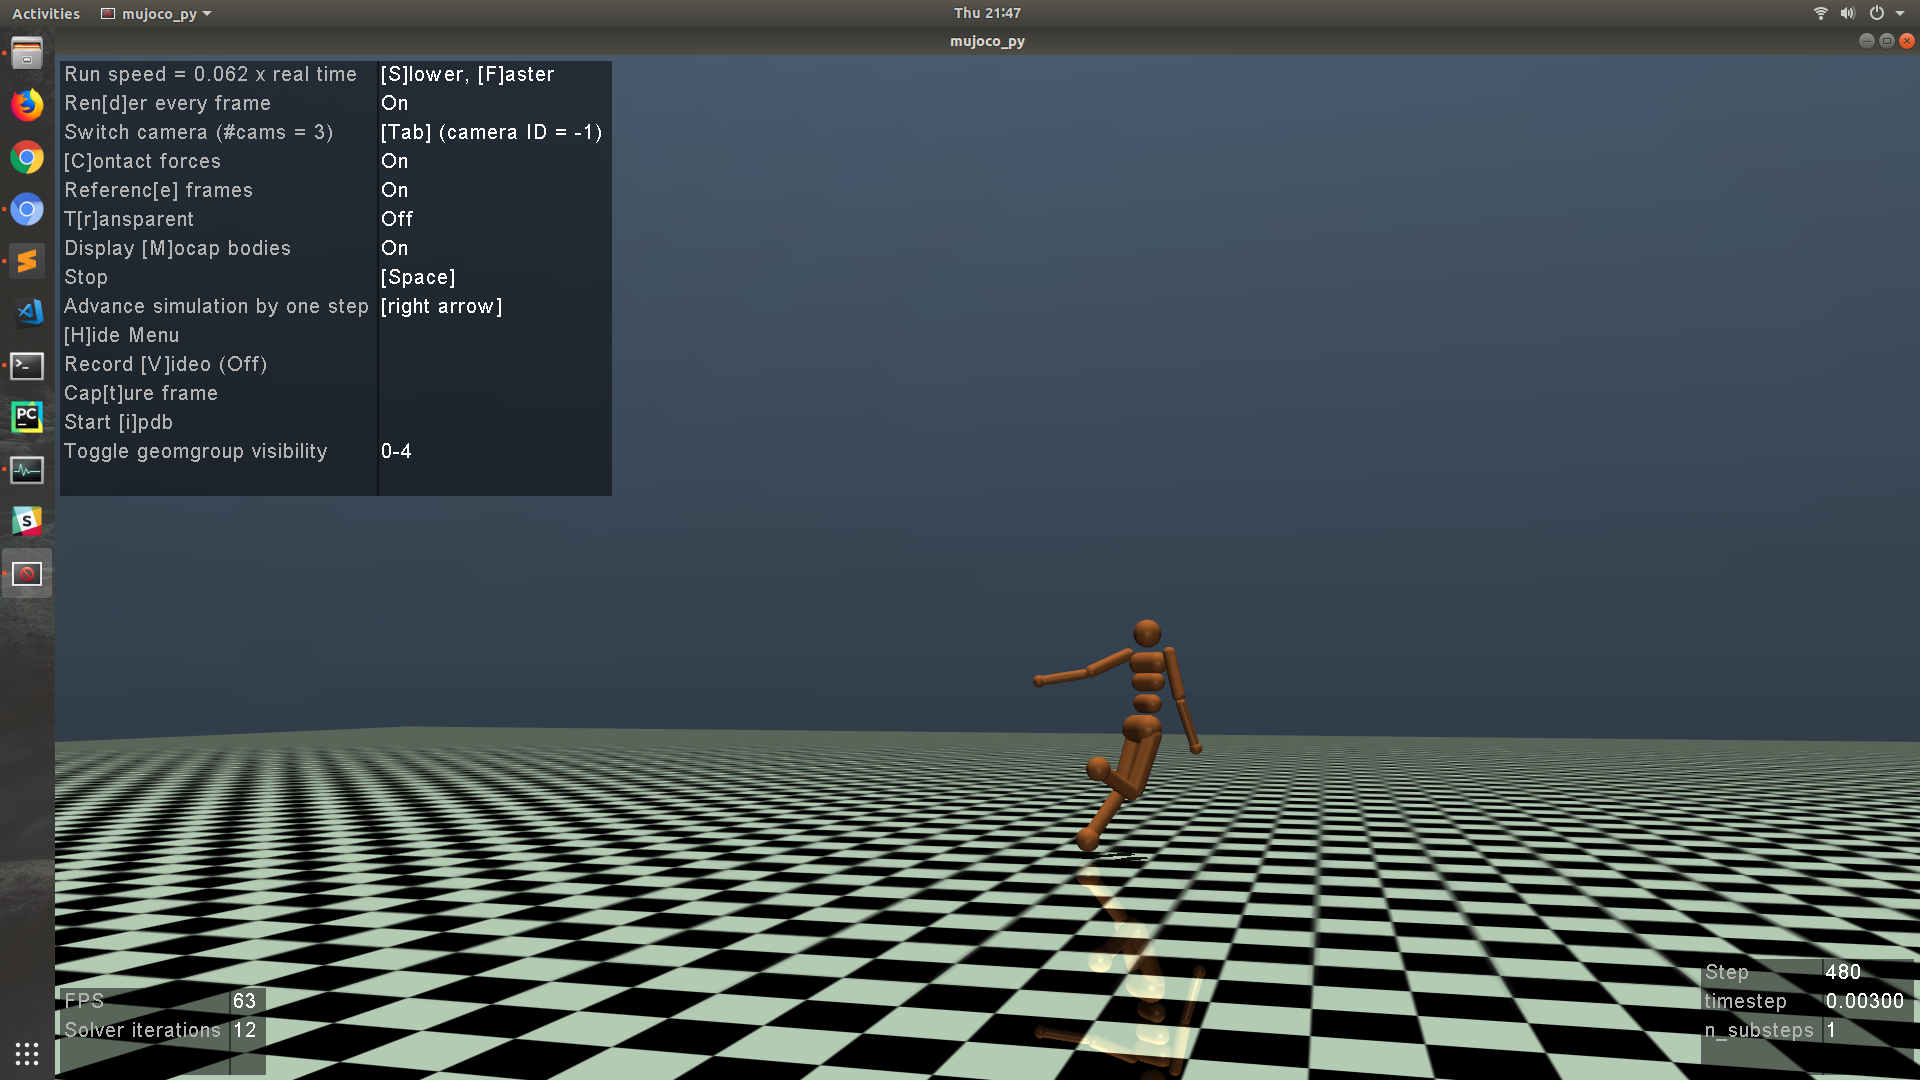 Activities mujoco_py Thu 21:47
mujoco_py
Run speed = 0.062 x real time [S]lower, [F]aster
Ren[d]er every frame On
Switch camera (#cams = 3) [Tab] (camera ID = -1)
[C]ontact forces On
Referenc[e] frames On
T[r]ansparent Off
Display [M]ocap bodies On
Stop [Space]
Advance simulation by one step [right arrow]
[H]ide Menu
Record [V]ideo (Off)
Cap[t]ure frame
Start [i]pdb
Toggle geomgroup visibility 0-4
PC
S
FPS 63
Solver iterations 12
Step 480
timestep 0.00300
n_substeps 1